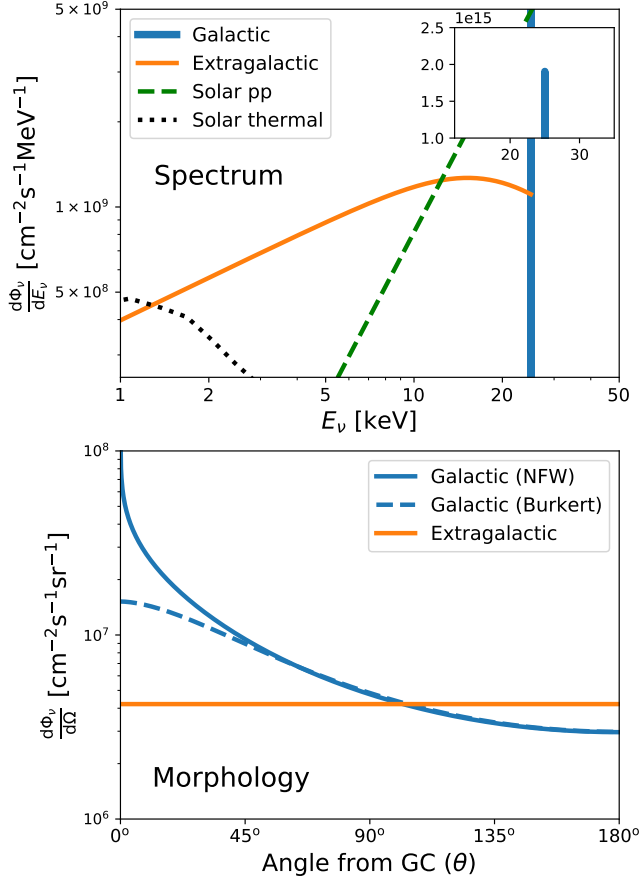 5 × 10⁹
1 × 10⁹
5 × 10⁸
dΦν/dEν [cm⁻²s⁻¹MeV⁻¹]
Galactic
Extragalactic
Solar pp
Solar thermal
Spectrum
1e15
2.5
2.0
1.5
1.0
20 30
1 2 5 10 20 50
Eν [keV]
10⁸
10⁷
10⁶
dΦν/dΩ [cm⁻²s⁻¹sr⁻¹]
Galactic (NFW)
Galactic (Burkert)
Extragalactic
Morphology
0° 45° 90° 135° 180°
Angle from GC (θ)